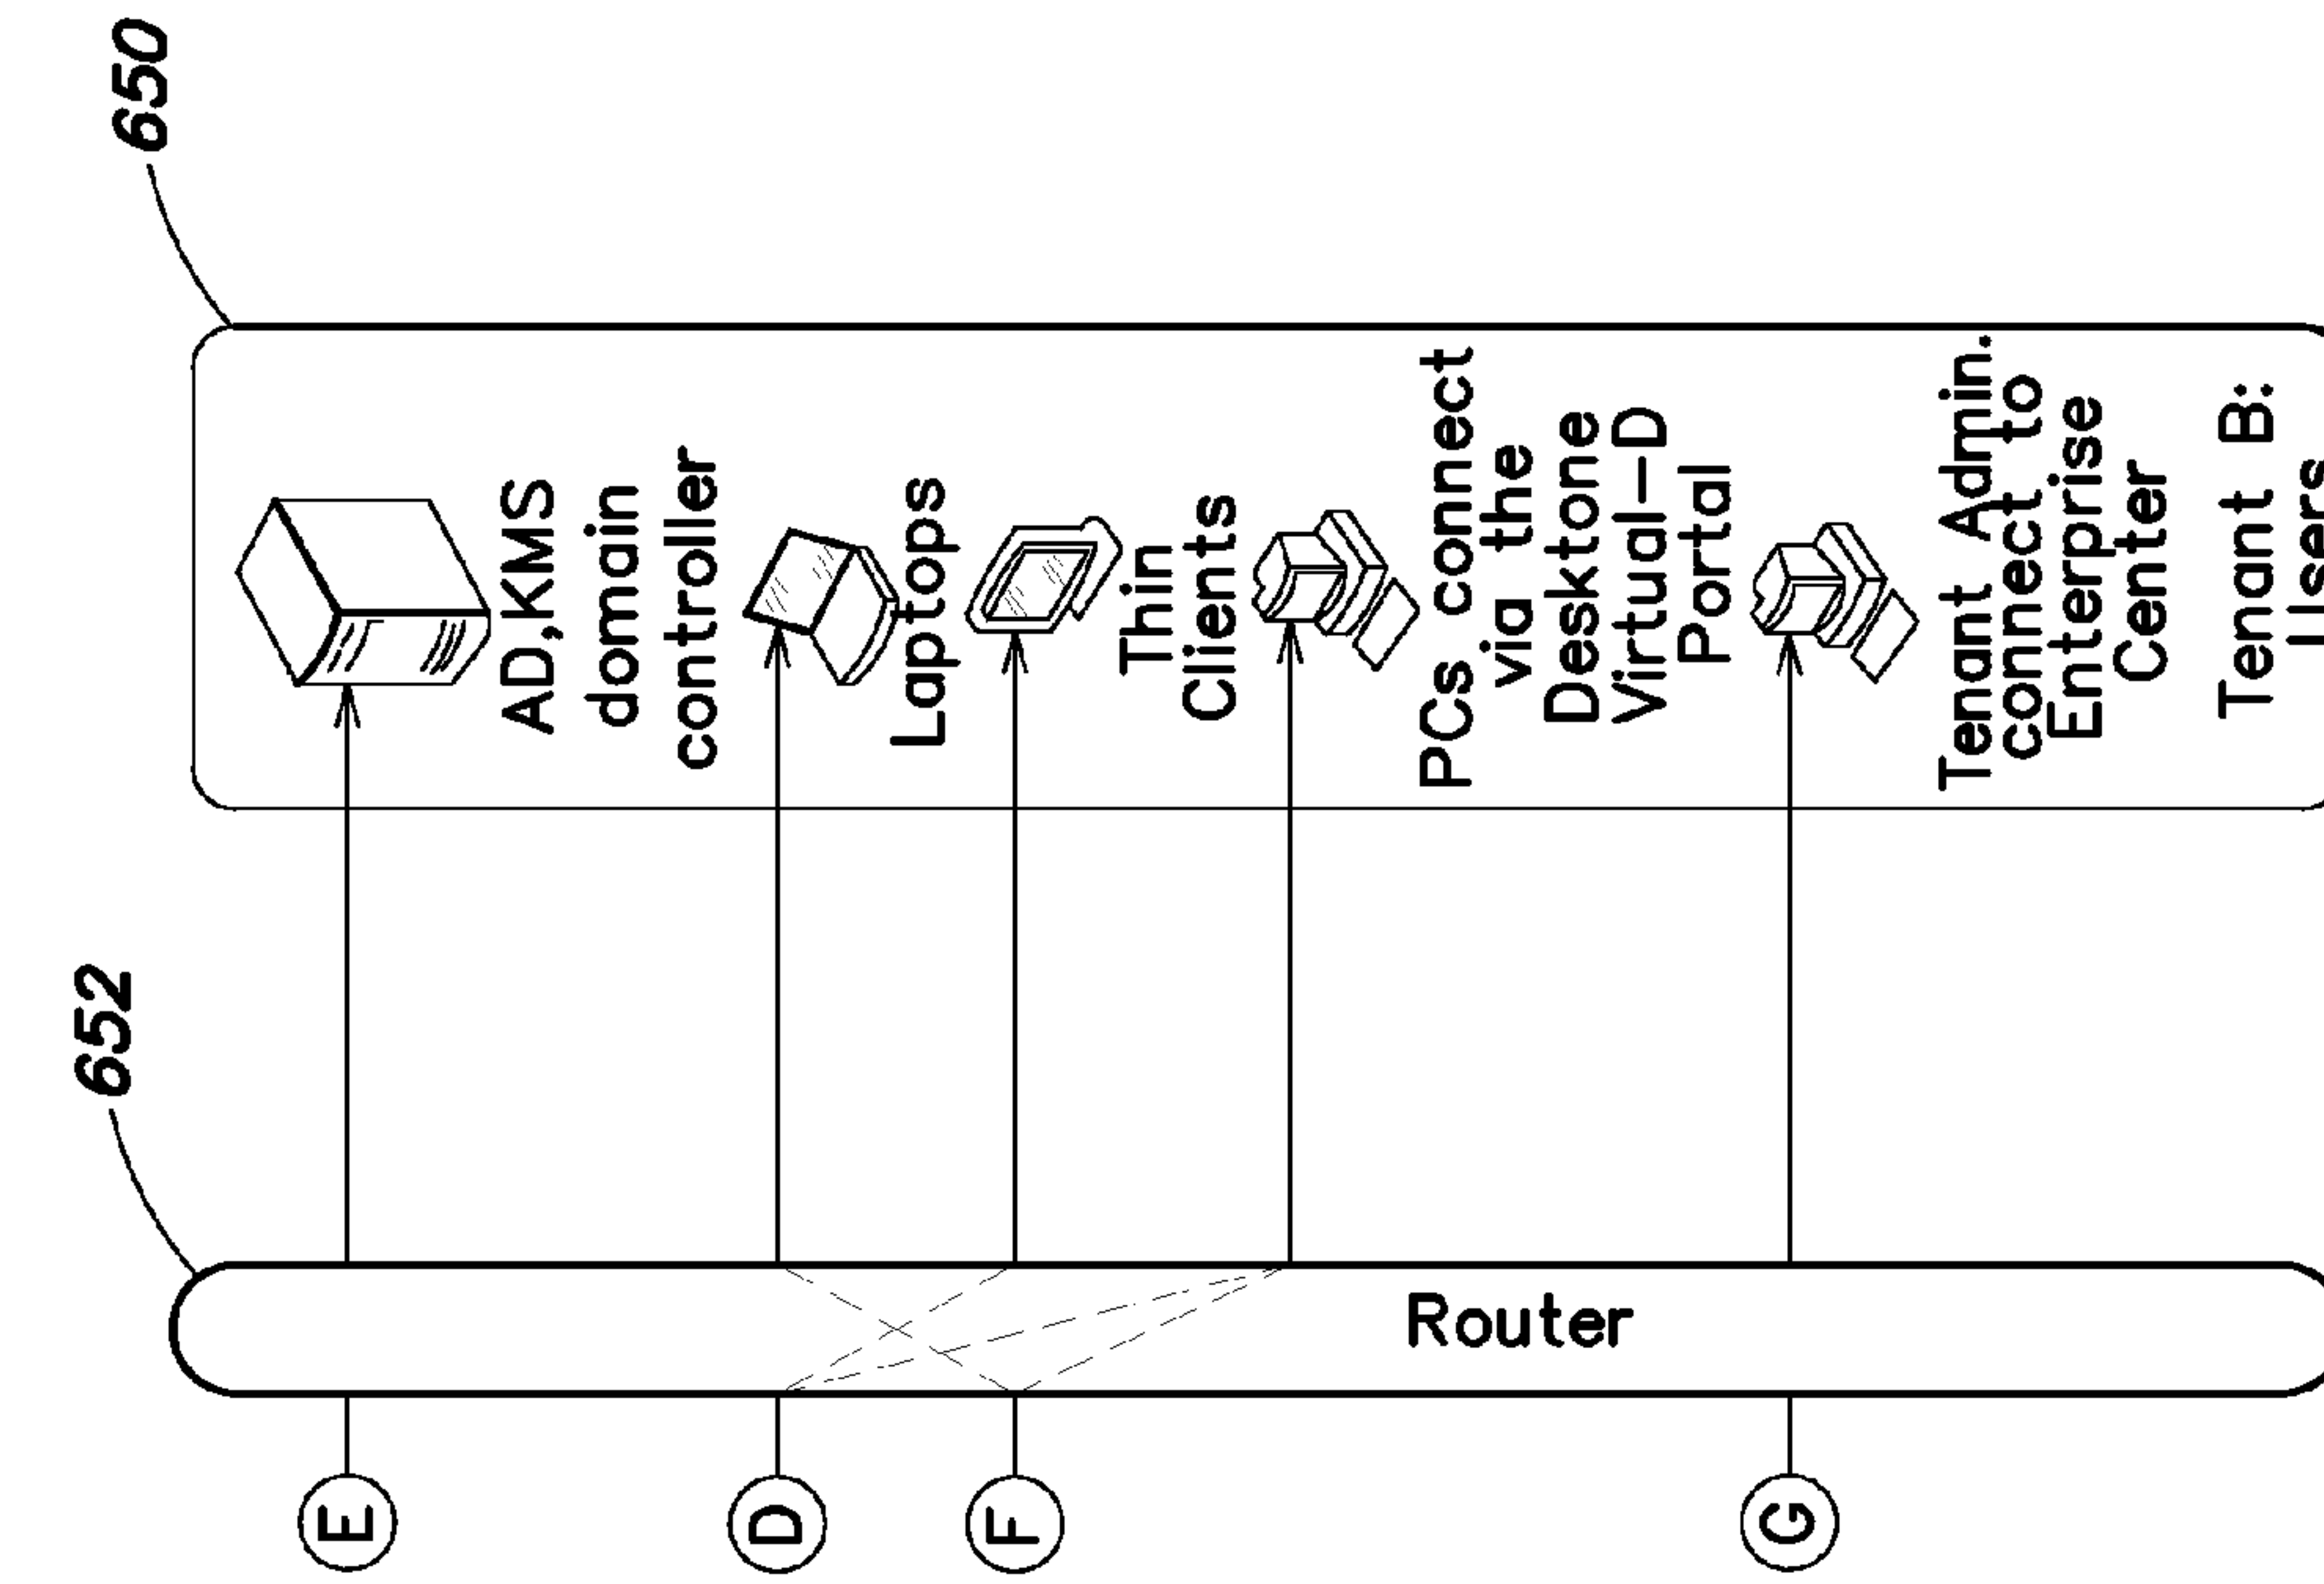 650
652
AD,KMS
domain
controller
Laptops
Thin
Clients
PCs connect
via the
Desktone
Virtual-D
Portal
Tenant Admin.
connect to
Enterprise
Center
Tenant B:
Users
Router
E
D
F
G